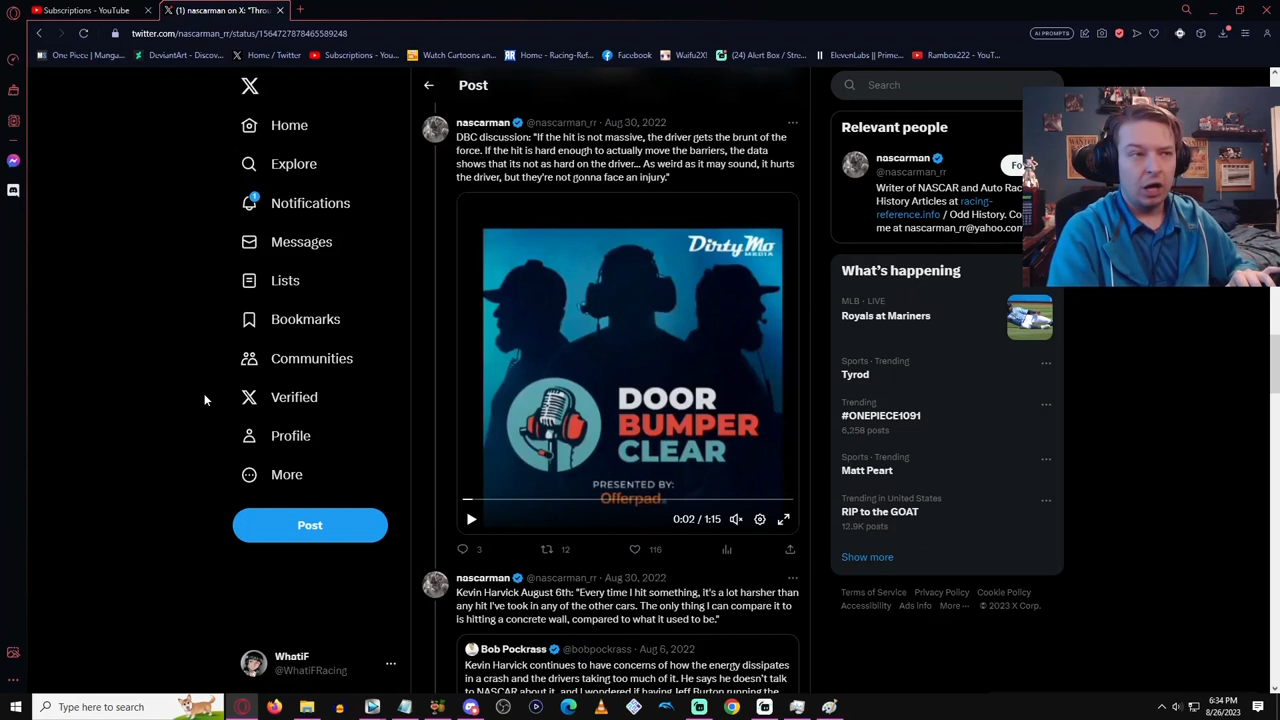 Subscriptions - YouTube
(1) nascarman on X: "Throu
twitter.com/nascarman_rr/status/1564727878465589248
AI PROMPTS
One Piece | Manga...
DeviantArt - Discov...
Home / Twitter
Subscriptions - You...
Watch Cartoons an...
Home - Racing-Ref...
Facebook
Waifu2X!
(24) Alert Box / Stre...
ElevenLabs || Prime...
Rambox222 - YouT...
Home
Explore
1
Notifications
Messages
Lists
Bookmarks
Communities
Verified
Profile
More
Post
WhatiF
@WhatiFRacing
Post
nascarman @nascarman_rr · Aug 30, 2022
DBC discussion: "If the hit is not massive, the driver gets the brunt of the
force. If the hit is hard enough to actually move the barriers, the data
shows that its not as hard on the driver... As weird as it may sound, it hurts
the driver, but they're not gonna face an injury."
DirtyMo
MEDIA
DOOR
BUMPER
CLEAR
PRESENTED BY:
Offerpad
0:02 / 1:15
3
12
116
nascarman @nascarman_rr · Aug 30, 2022
Kevin Harvick August 6th: "Every time I hit something, it's a lot harsher than
any hit I've took in any of the other cars. The only thing I can compare it to
is hitting a concrete wall, compared to what it used to be."
Bob Pockrass @bobpockrass · Aug 6, 2022
Kevin Harvick continues to have concerns of how the energy dissipates
in a crash and the drivers taking too much of it. He says he doesn't talk
to NASCAR about it, and I wondered if having Jeff Burton running the
Search
Relevant people
nascarman
@nascarman_rr
Fo
Writer of NASCAR and Auto Rac
History Articles at racing-
reference.info / Odd History. Co
me at nascarman_rr@yahoo.com
What's happening
MLB · LIVE
Royals at Mariners
Sports · Trending
Tyrod
Trending
#ONEPIECE1091
6,258 posts
Sports · Trending
Matt Peart
Trending in United States
RIP to the GOAT
12.9K posts
Show more
Terms of Service Privacy Policy Cookie Policy
Accessibility Ads info More ··· © 2023 X Corp.
Type here to search
6:34 PM
8/26/2023